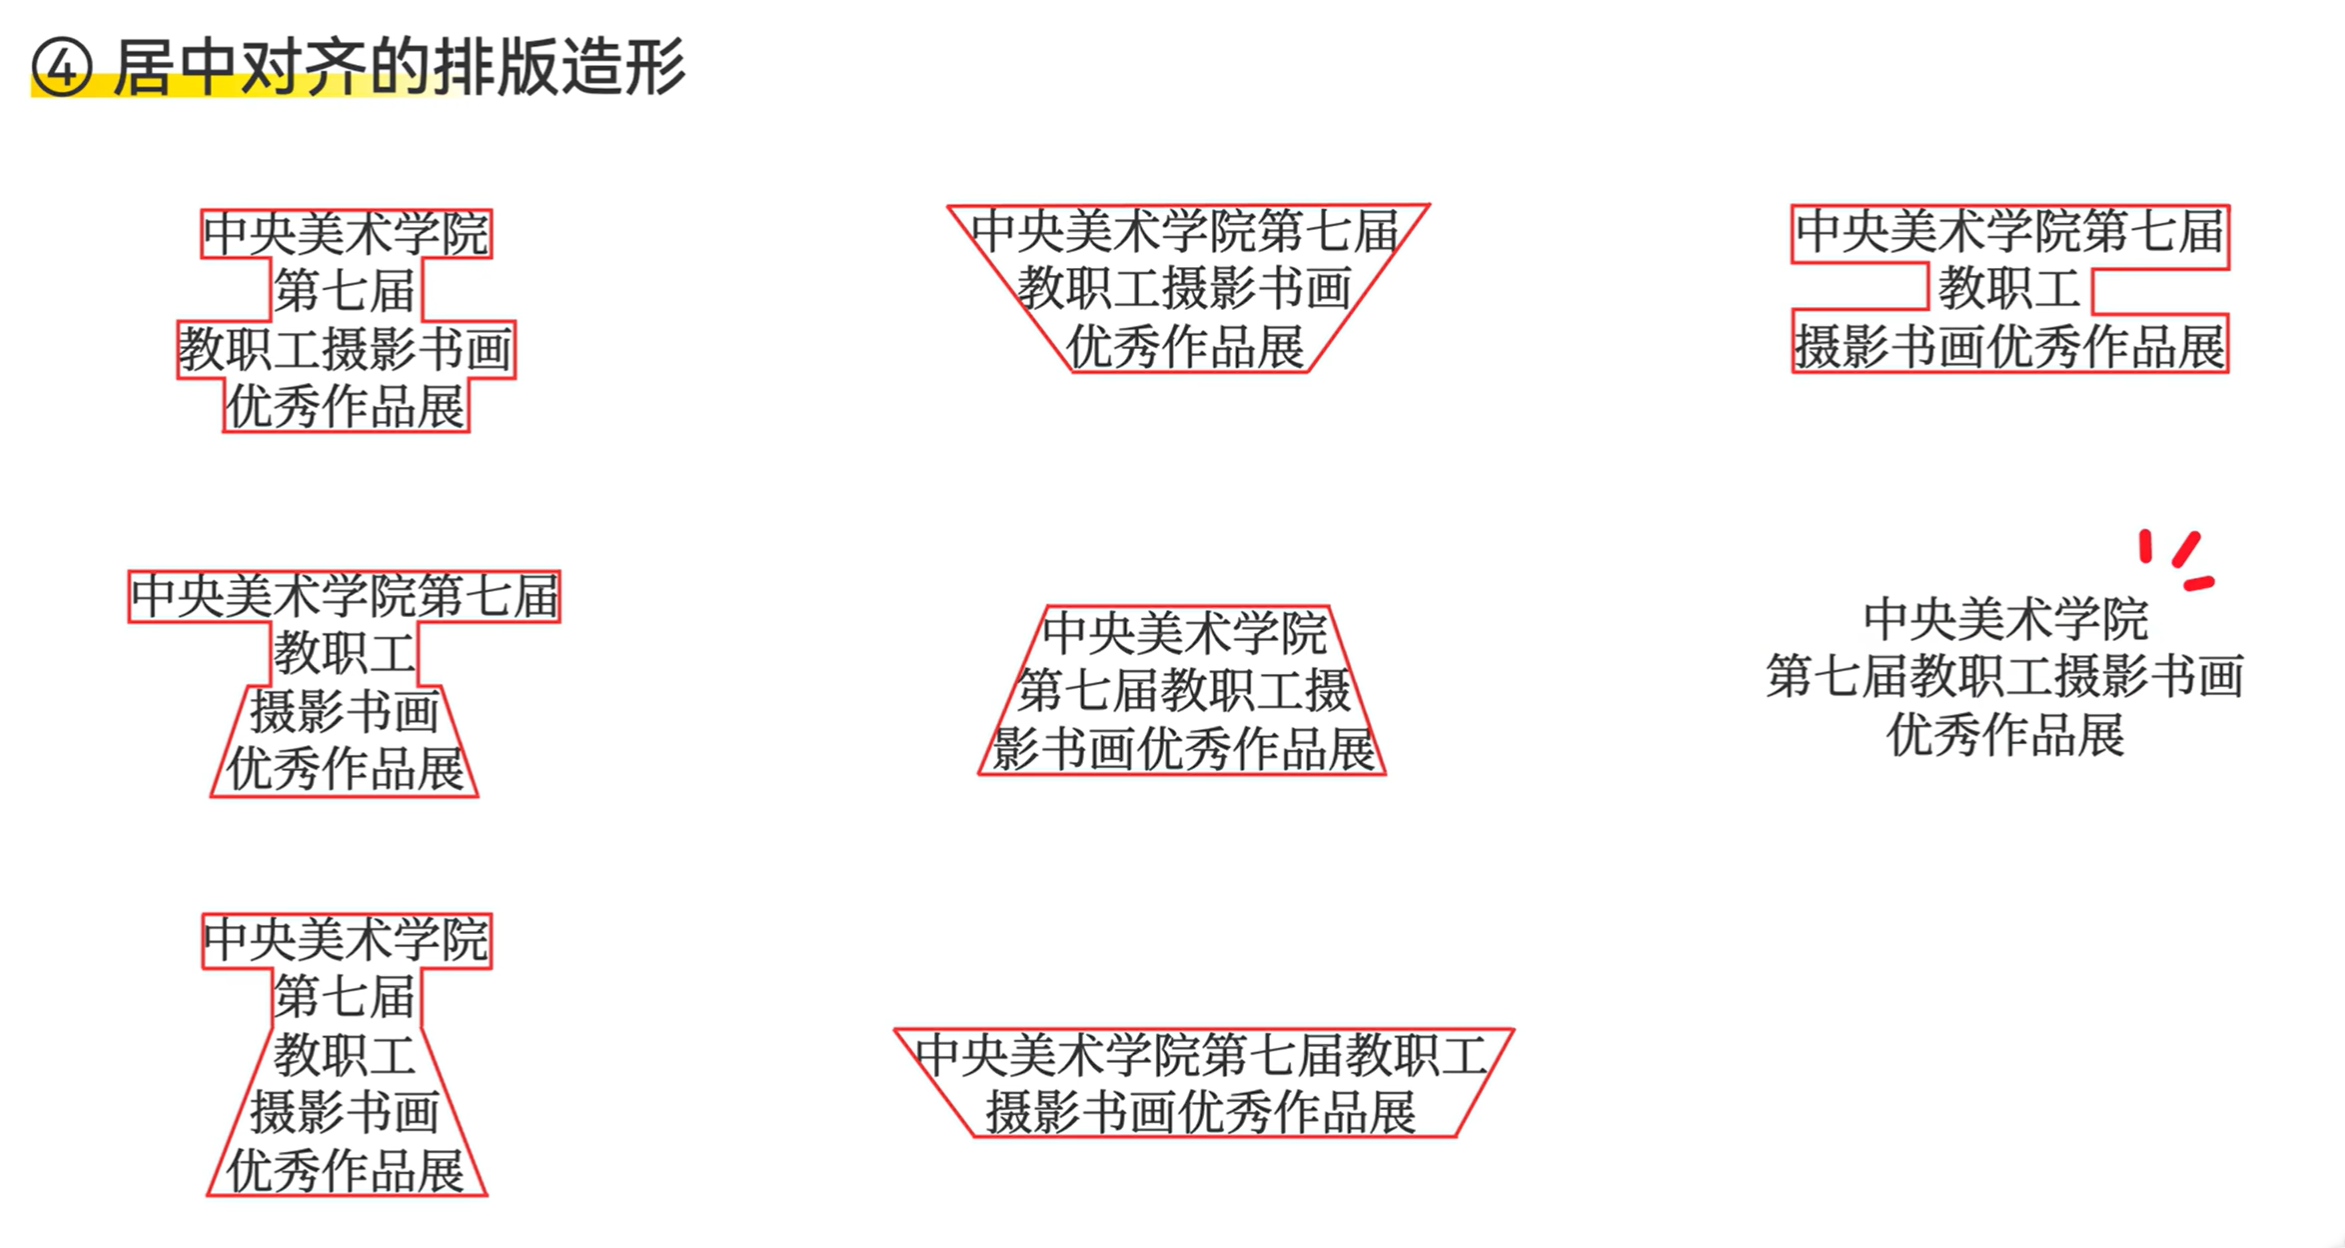 ④ 居中对齐的排版造形
中央美术学院
第七届
教职工摄影书画
优秀作品展
中央美术学院第七届
教职工摄影书画
优秀作品展
中央美术学院第七届
教职工
摄影书画优秀作品展
中央美术学院第七届
教职工
摄影书画
优秀作品展
中央美术学院
第七届教职工摄
影书画优秀作品展
中央美术学院
第七届教职工摄影书画
优秀作品展
中央美术学院
第七届
教职工
摄影书画
优秀作品展
中央美术学院第七届教职工
摄影书画优秀作品展